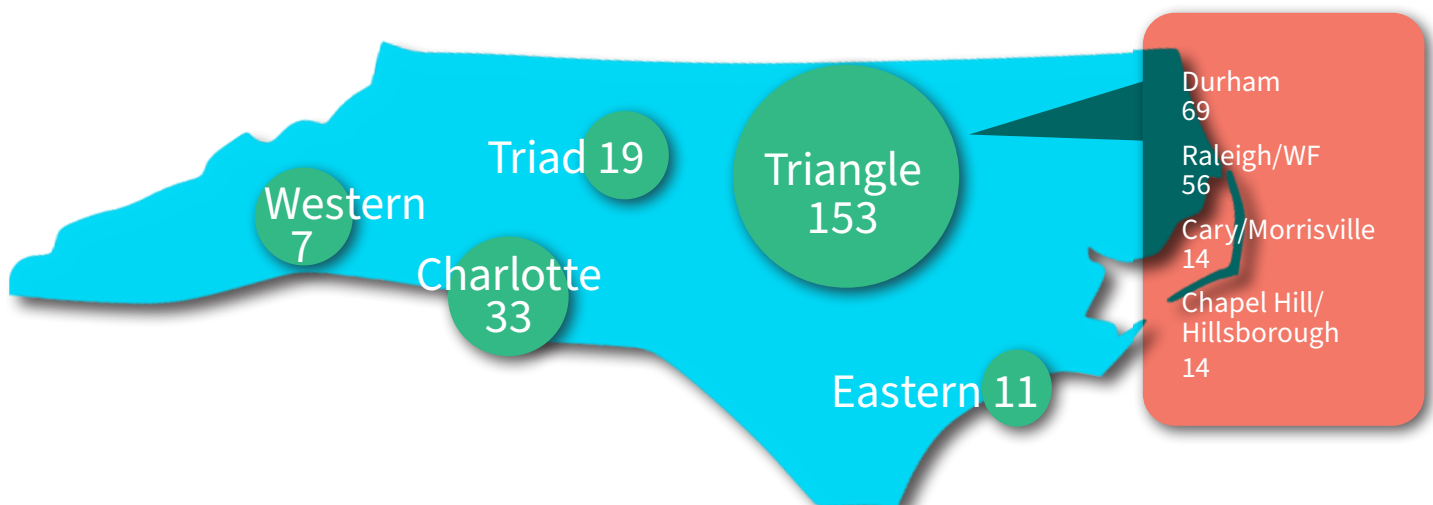 Western
7
Charlotte
33
Triad 19
Triangle
153
Eastern 11
Durham
69
Raleigh/WF
56
Cary/Morrisville
14
Chapel Hill/
Hillsborough
14